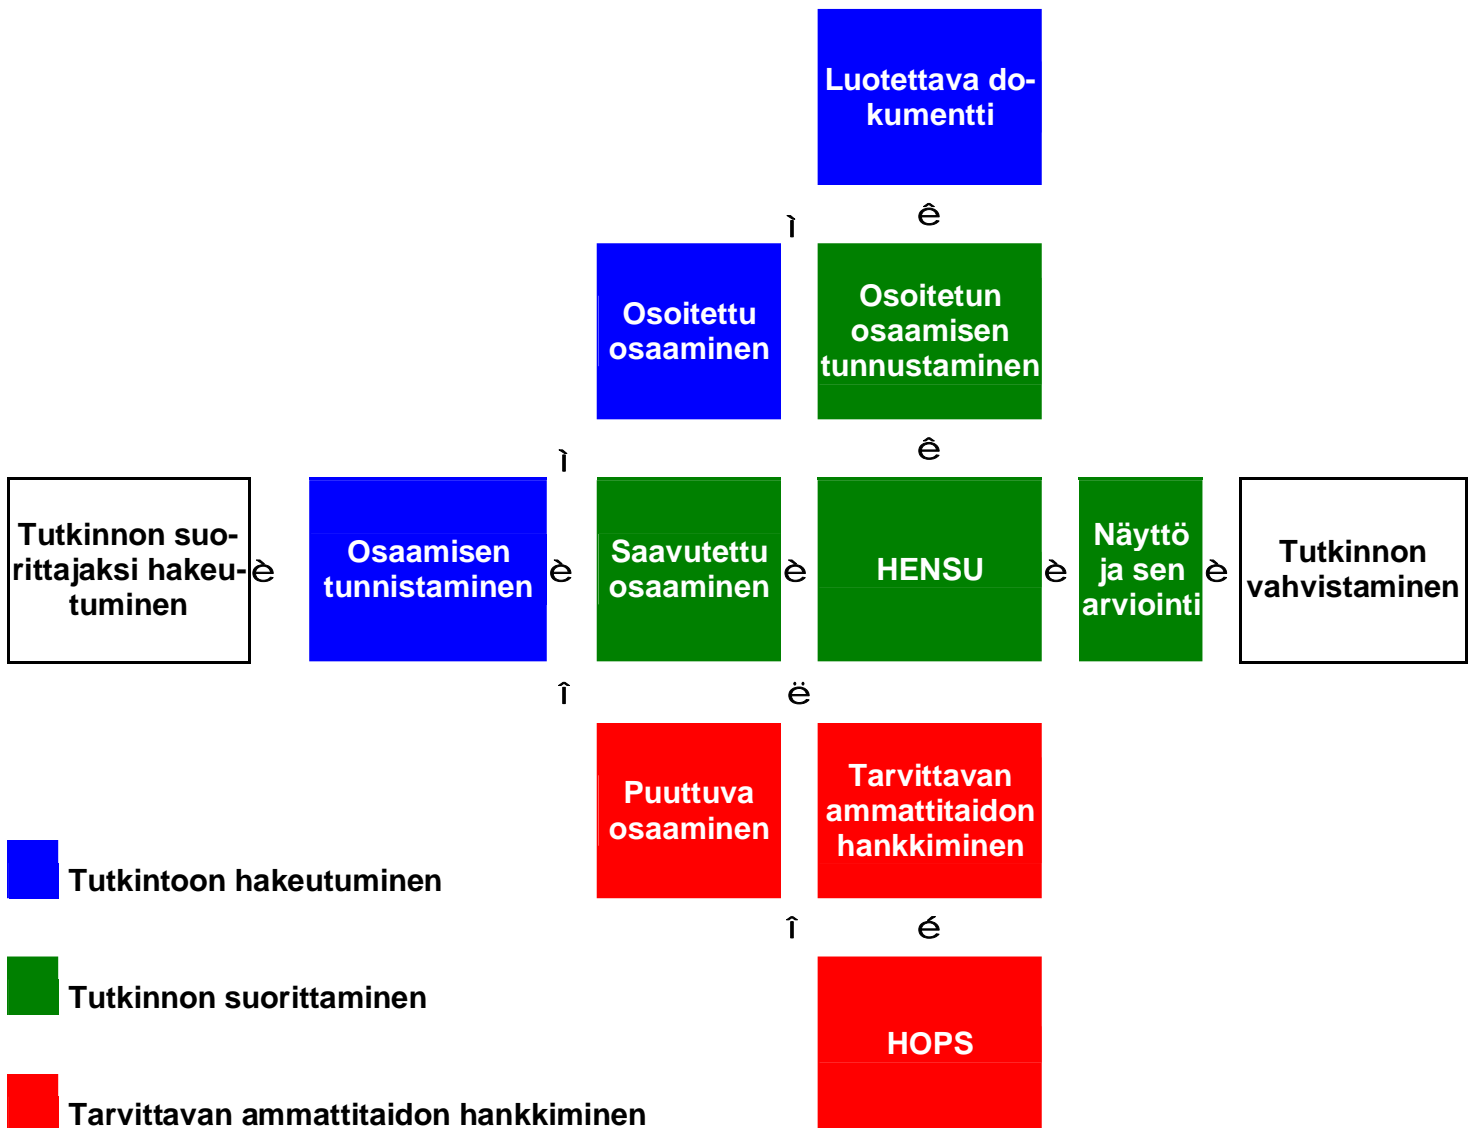 Luotettava do-
kumentti
ì
ê
Osoitettu
osaaminen
Osoitetun
osaamisen
tunnustaminen
ì
ê
Tutkinnon suo-
rittajaksi hakeu-
tuminen
è
Osaamisen
tunnistaminen
è
Saavutettu
osaaminen
è
HENSU
è
Näyttö
ja sen
arviointi
è
Tutkinnon
vahvistaminen
î
ë
Puuttuva
osaaminen
Tarvittavan
ammattitaidon
hankkiminen
î
é
HOPS
Tutkintoon hakeutuminen
Tutkinnon suorittaminen
Tarvittavan ammattitaidon hankkiminen